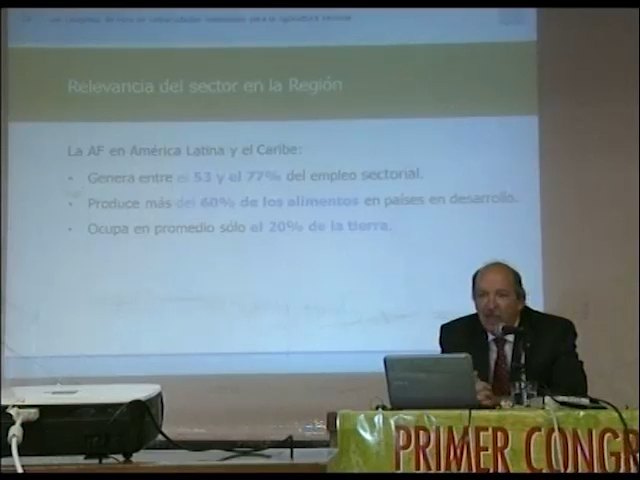 Relevancia del sector en la Región
La AF en América Latina y el Caribe:
• Genera entre el 53 y el 77% del empleo sectorial.
• Produce más del 60% de los alimentos en países en desarrollo.
• Ocupa en promedio sólo el 20% de la tierra.
PRIMER CONGR